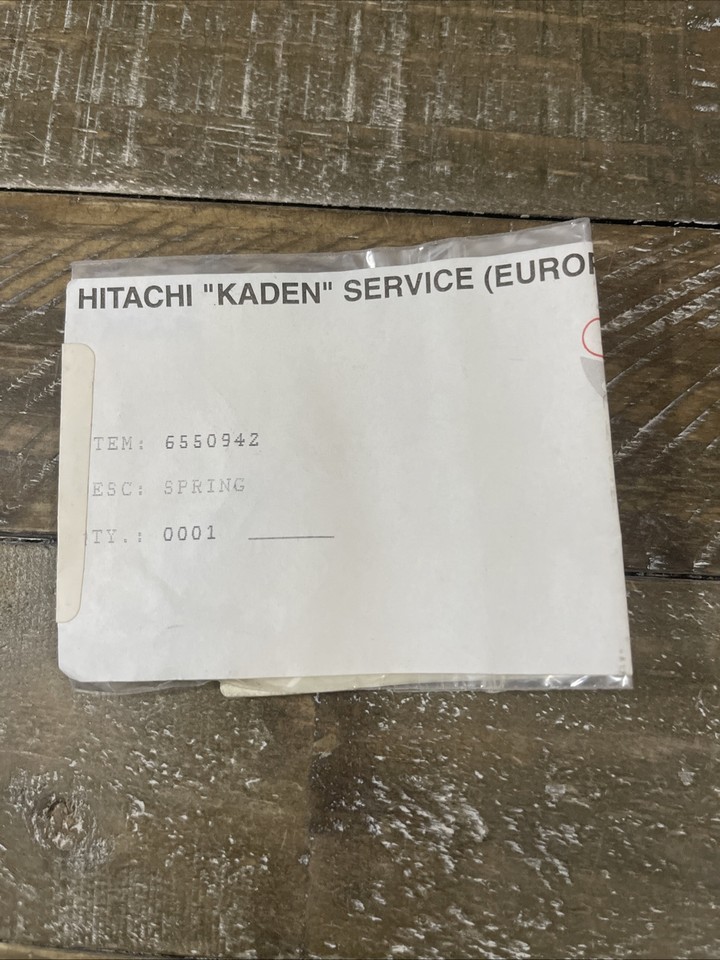 HITACHI "KADEN" SERVICE (EUROP
TEM: 6550942
ESC: SPRING
TY.: 0001